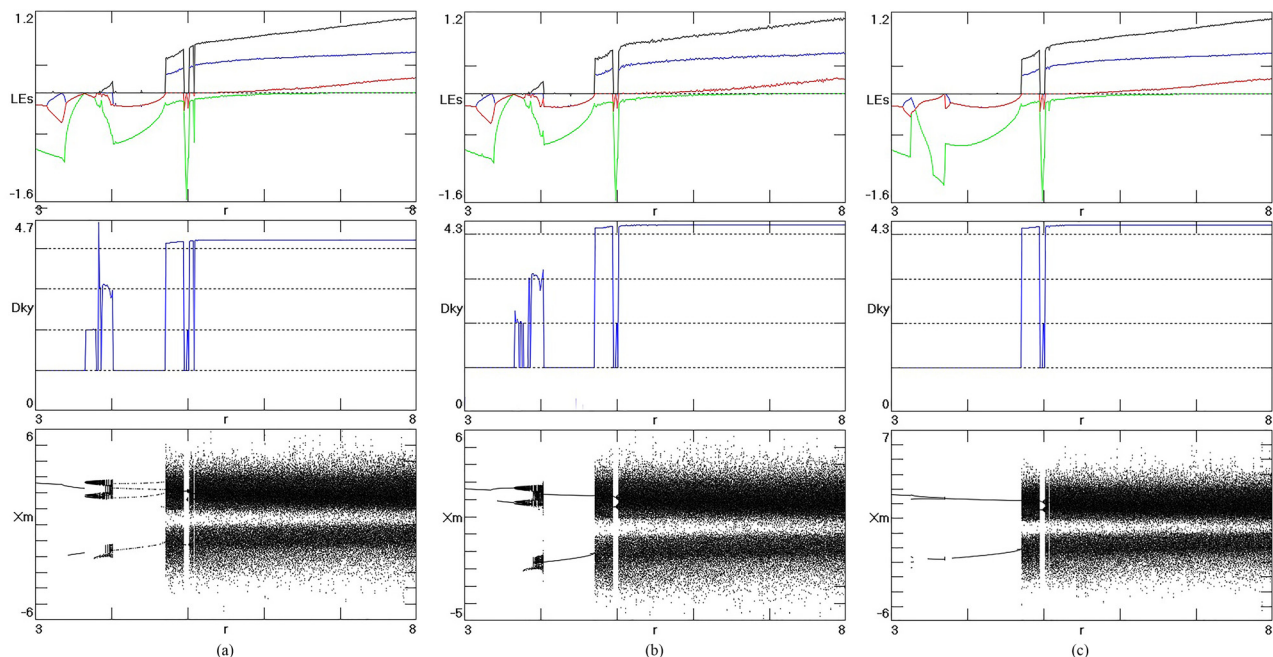 1.2
LEs
-1.6
3 r 8
4.7
Dky
0
3 r 8
6
Xm
-6
3 r 8
(a)
1.2
LEs
-1.6
3 r 8
4.3
Dky
0
3 r 8
6
Xm
-5
3 r 8
(b)
1.2
LEs
-1.6
3 r 8
4.3
Dky
0
3 r 8
7
Xm
-6
3 r 8
(c)